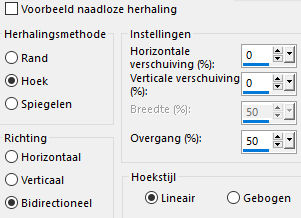 Voorbeeld naadloze herhaling
Herhalingsmethode
Rand
Hoek
Spiegelen
Richting
Horizontaal
Verticaal
Bidirectioneel
Instellingen
Horizontale
verschuiving (%):
0
Verticale verschuiving
(%):
0
Breedte (%):
50
Overgang (%):
50
Hoekstijl
Lineair
Gebogen